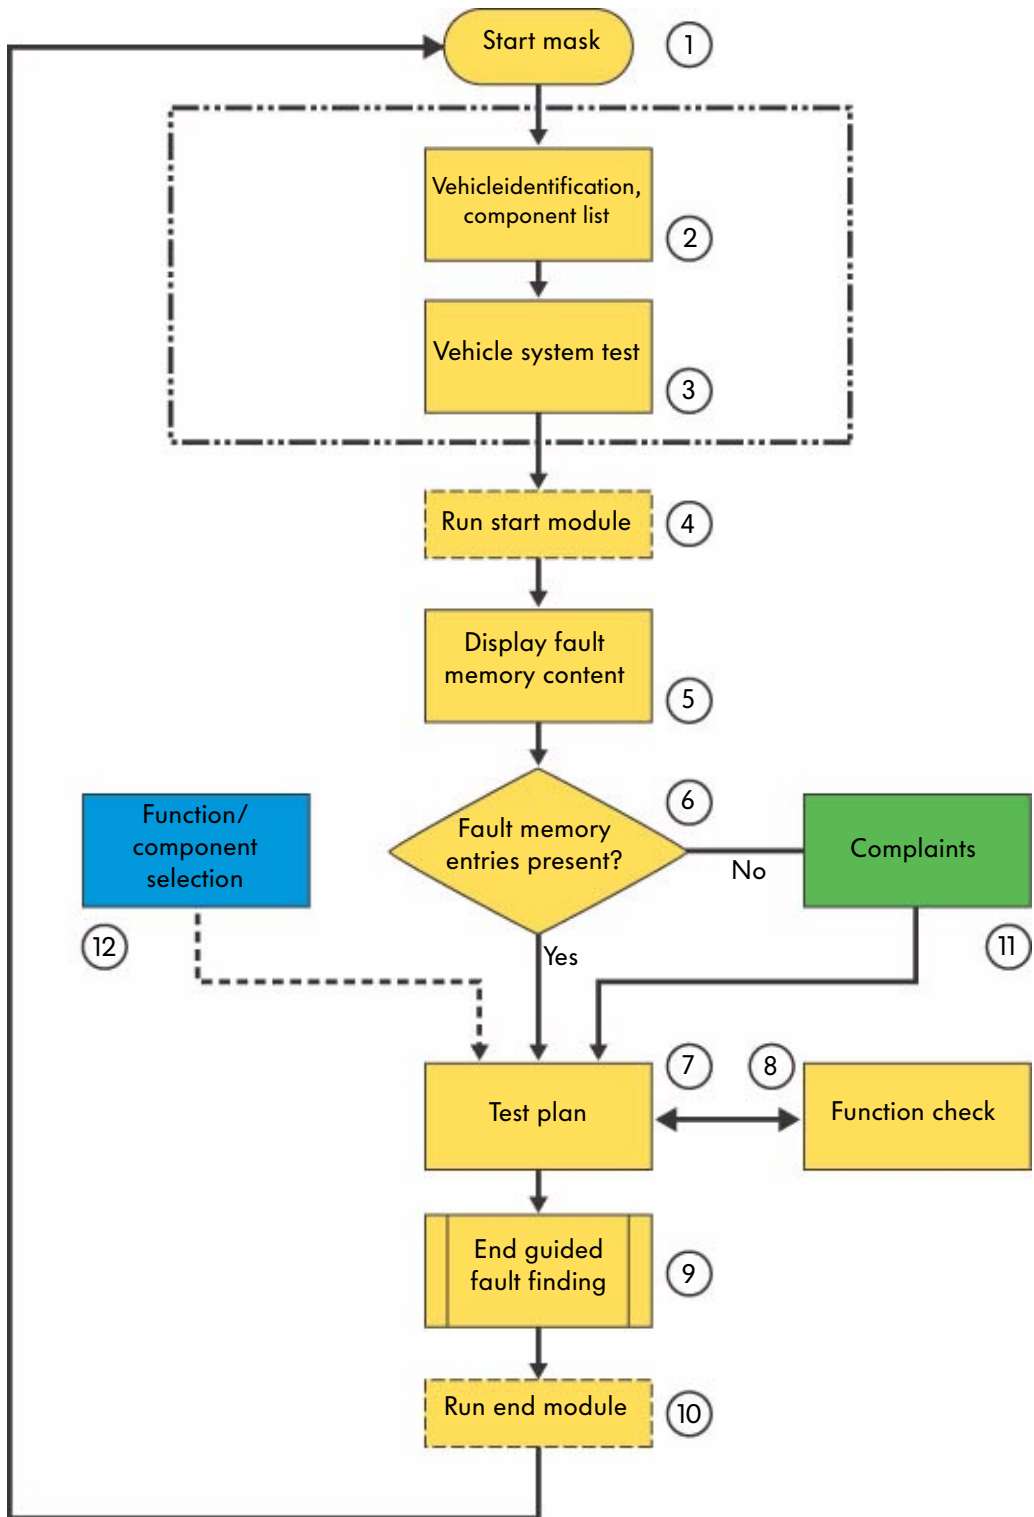 Start mask
1
Vehicleidentification,
component list
2
Vehicle system test
3
Run start module
4
Display fault
memory content
5
6
Fault memory
entries present?
No
Complaints
11
Function/
component
selection
12
Yes
7
8
Test plan
Function check
End guided
fault finding
9
Run end module
10